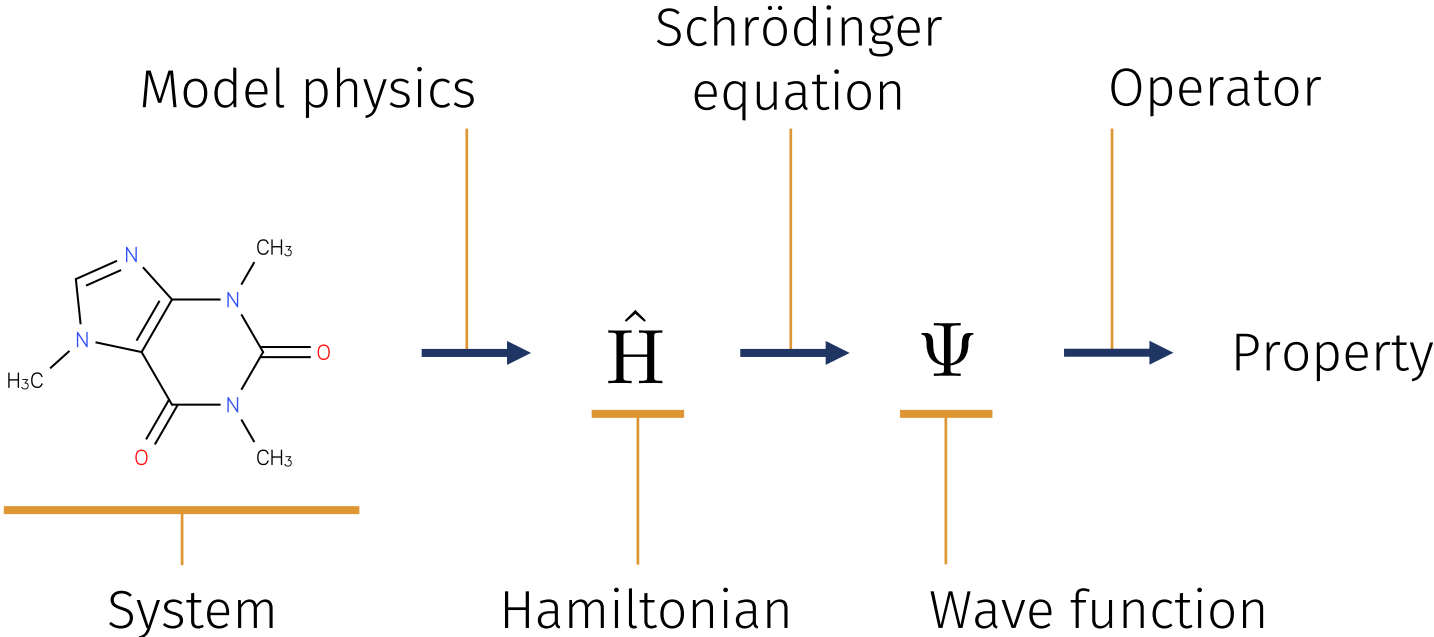 Model physics
Schrödinger
equation
Operator
N
CH₃
N
N
O
H₃C
N
O
CH₃
Ĥ
Ψ
Property
System
Hamiltonian
Wave function